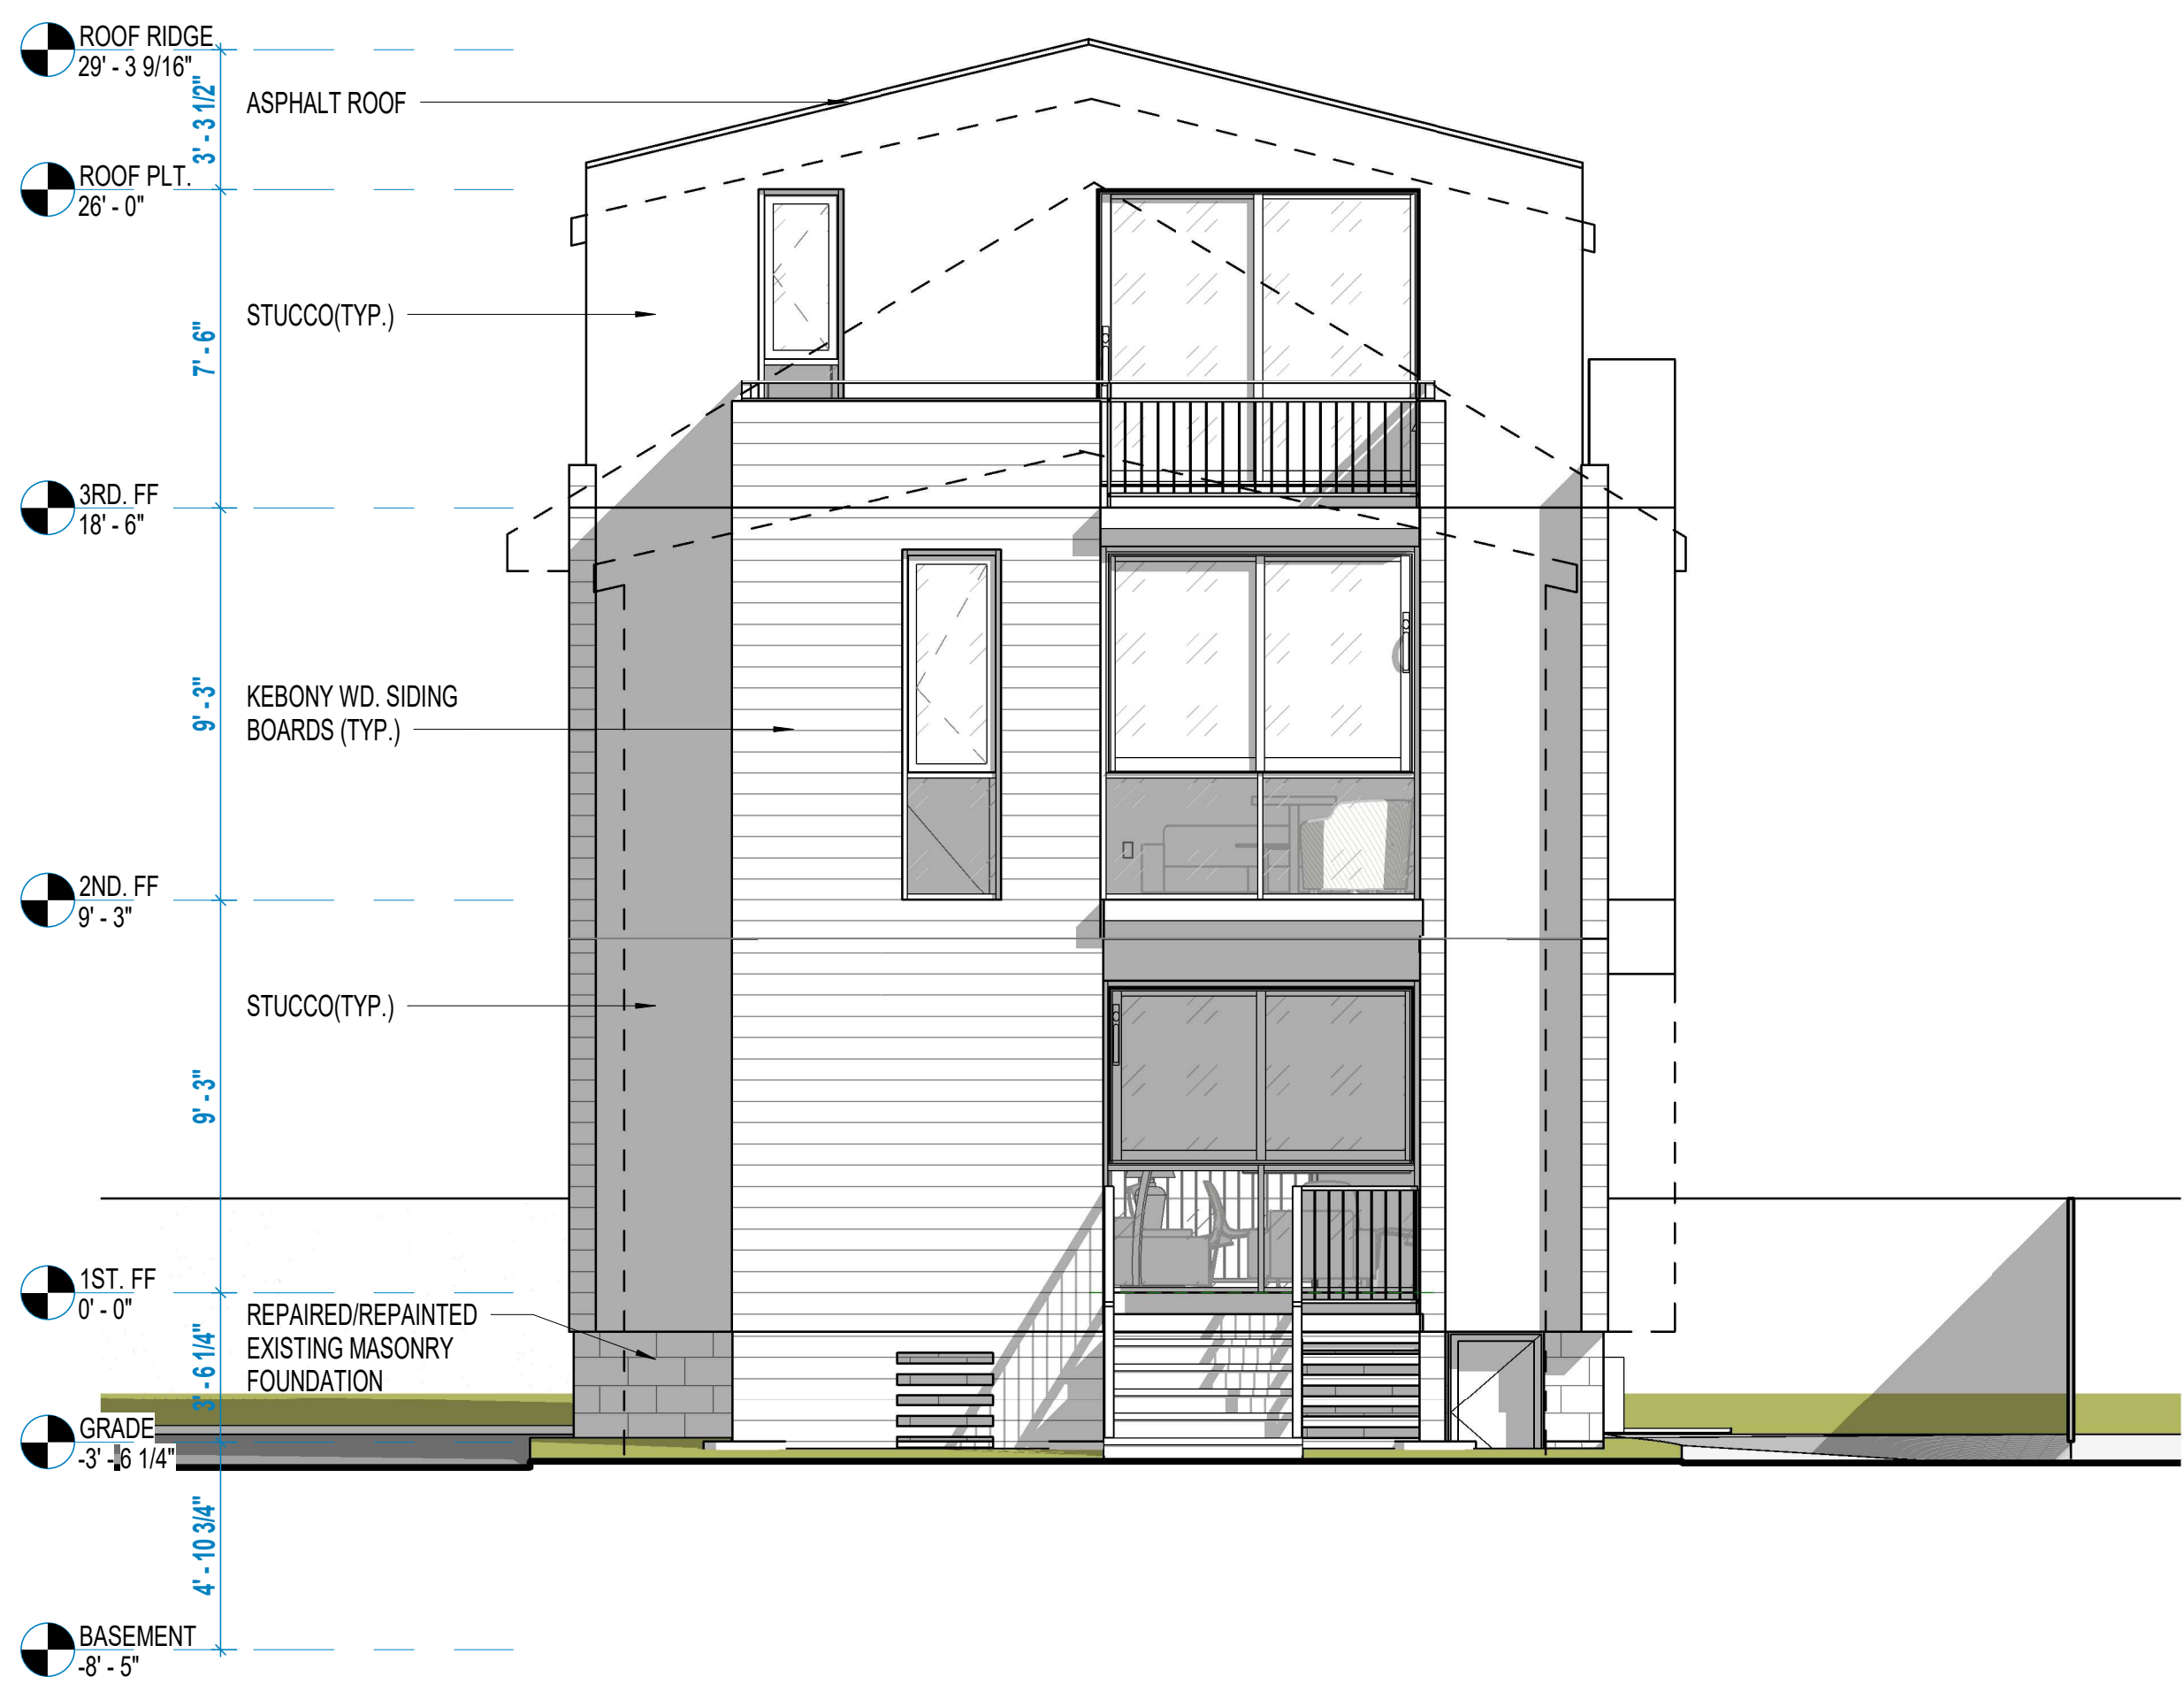 ROOF RIDGE
29' - 3 9/16"
3' - 3 1/2"
ASPHALT ROOF
ROOF PLT.
26' - 0"
STUCCO(TYP.)
7' - 6"
3RD. FF
18' - 6"
KEBONY WD. SIDING
BOARDS (TYP.)
9' - 3"
2ND. FF
9' - 3"
STUCCO(TYP.)
9' - 3"
1ST. FF
0' - 0"
REPAIRED/REPAINTED
EXISTING MASONRY
FOUNDATION
3' - 6 1/4"
GRADE
-3' - 6 1/4"
4' - 10 3/4"
BASEMENT
-8' - 5"